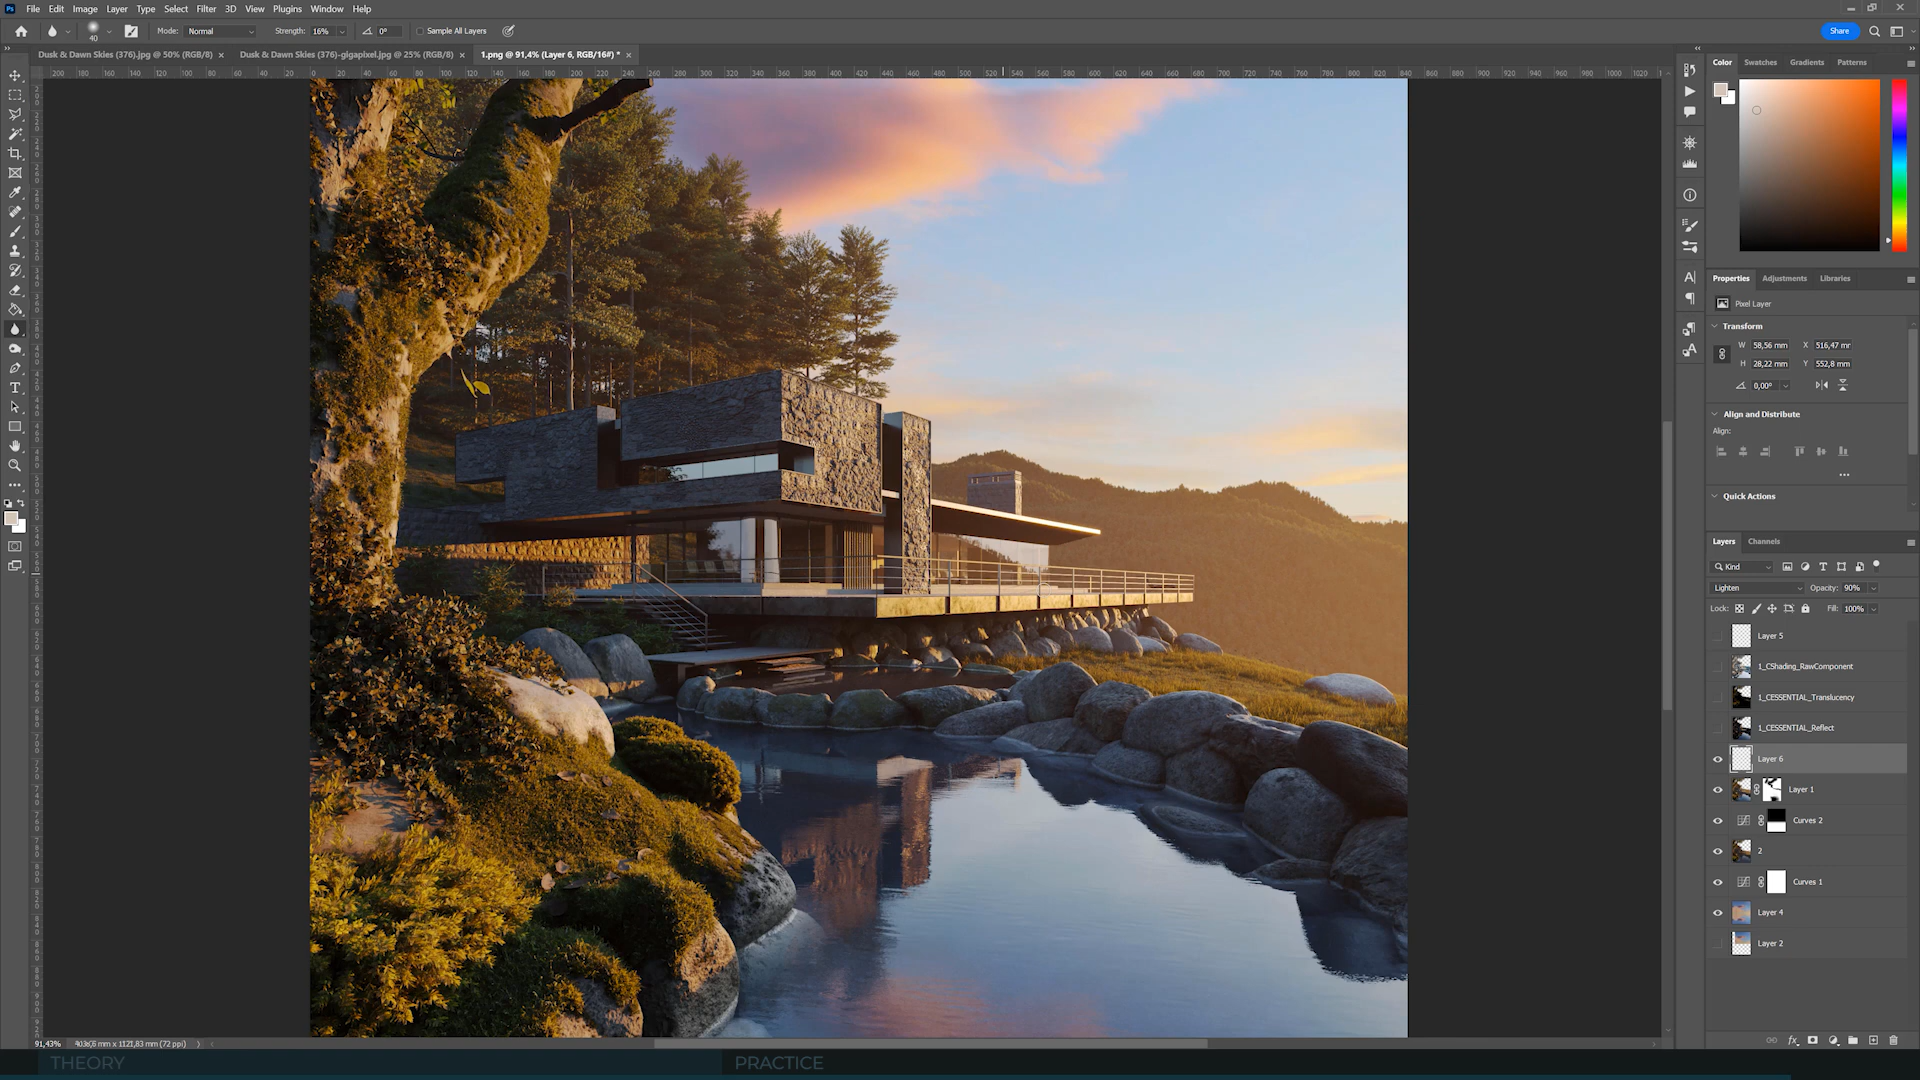 Ps File Edit Image Layer Type Select Filter 3D View Plugins Window Help
40 Mode: Normal Strength: 16% 0° Sample All Layers Share
Dusk & Dawn Skies (376).jpg @ 50% (RGB/8) × Dusk & Dawn Skies (376)-gigapixel.jpg @ 25% (RGB/8) × 1.png @ 91,4% (Layer 6, RGB/16#) * ×
Color Swatches Gradients Patterns
Properties Adjustments Libraries
Pixel Layer
Transform
W 58,56 mm X 516,47 mr
H 28,22 mm Y 552,8 mm
0,00°
Align and Distribute
Align:
Quick Actions
Layers Channels
Kind
Lighten Opacity: 90%
Lock: Fill: 100%
Layer 5
1_CShading_RawComponent
1_CESSENTIAL_Translucency
1_CESSENTIAL_Reflect
Layer 6
Layer 1
Curves 2
2
Curves 1
Layer 4
Layer 2
91,43%
THEORY PRACTICE